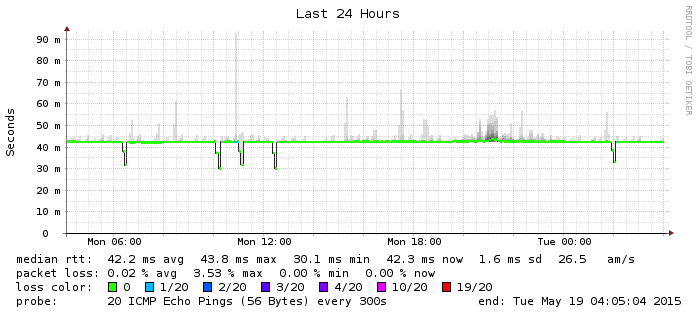 Last 24 Hours
RRDTOOL / TOBI OETIKER
Seconds
90 m
80 m
70 m
60 m
50 m
40 m
30 m
20 m
10 m
0
Mon 06:00 Mon 12:00 Mon 18:00 Tue 00:00
median rtt: 42.2 ms avg 43.8 ms max 30.1 ms min 42.3 ms now 1.6 ms sd 26.5 am/s
packet loss: 0.02 % avg 3.53 % max 0.00 % min 0.00 % now
loss color: 0 1/20 2/20 3/20 4/20 10/20 19/20
probe: 20 ICMP Echo Pings (56 Bytes) every 300s end: Tue May 19 04:05:04 2015